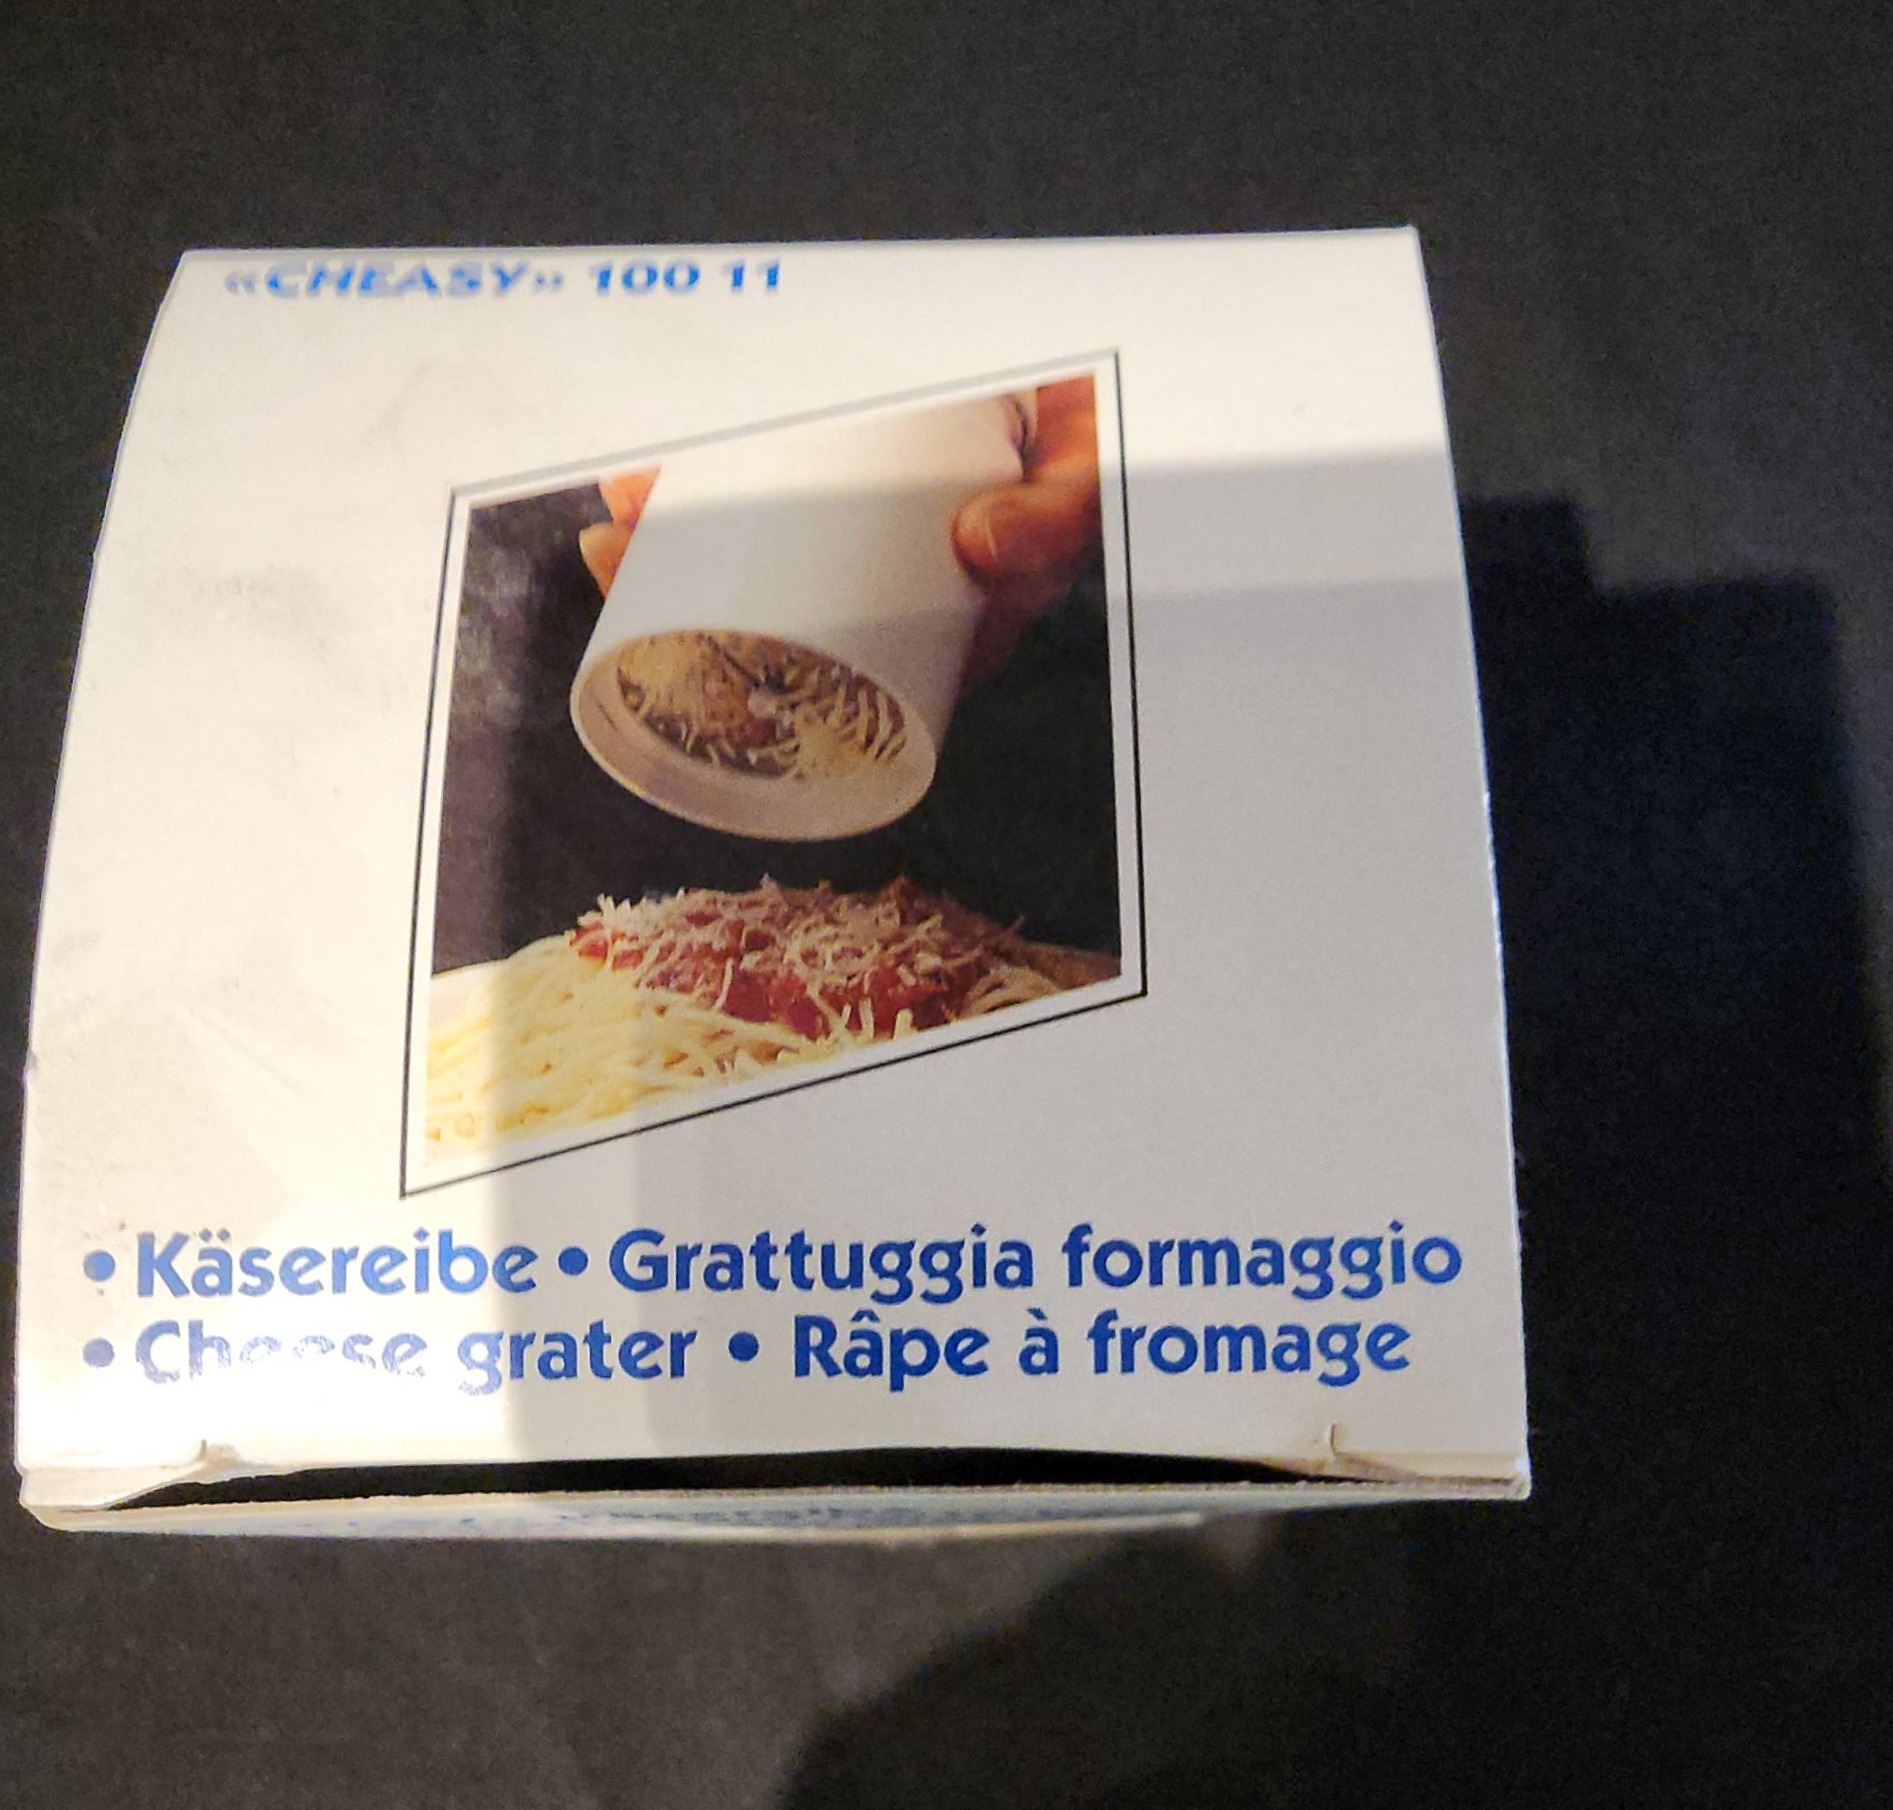 «CHEASY» 100 11
• Käsereibe • Grattuggia formaggio
• Cheese grater • Râpe à fromage